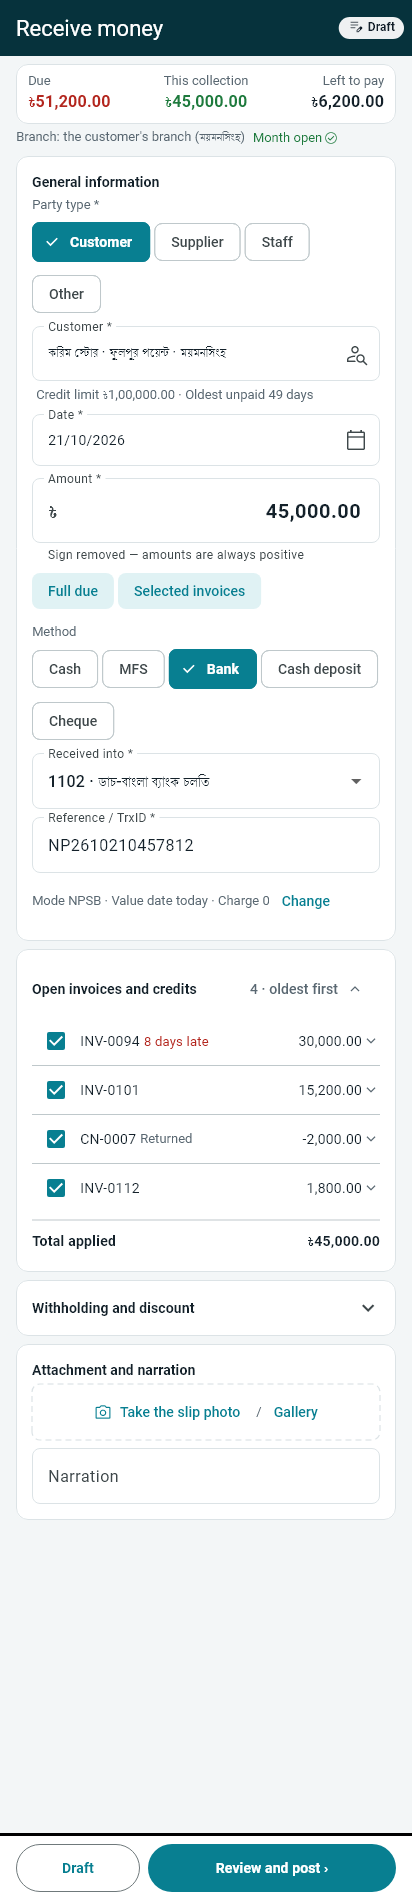 Receive money
Draft
Due
This collection
Left to pay
৳51,200.00
৳45,000.00
৳6,200.00
Branch: the customer's branch (ময়মনসিংহ) Month open
General information
Party type *
Customer
Supplier
Staff
Other
Customer *
করিম স্টোর · ফুলপুর পয়েন্ট · ময়মনসিংহ
Credit limit ৳1,00,000.00 · Oldest unpaid 49 days
Date *
21/10/2026
Amount *
৳
45,000.00
Sign removed — amounts are always positive
Full due
Selected invoices
Method
Cash
MFS
Bank
Cash deposit
Cheque
Received into *
1102 · ডাচ-বাংলা ব্যাংক চলতি
Reference / TrxID *
NP2610210457812
Mode NPSB · Value date today · Charge 0
Change
Open invoices and credits
4 · oldest first
INV-0094 8 days late
30,000.00
INV-0101
15,200.00
CN-0007 Returned
-2,000.00
INV-0112
1,800.00
Total applied
৳45,000.00
Withholding and discount
Attachment and narration
Take the slip photo / Gallery
Narration
Draft
Review and post ›